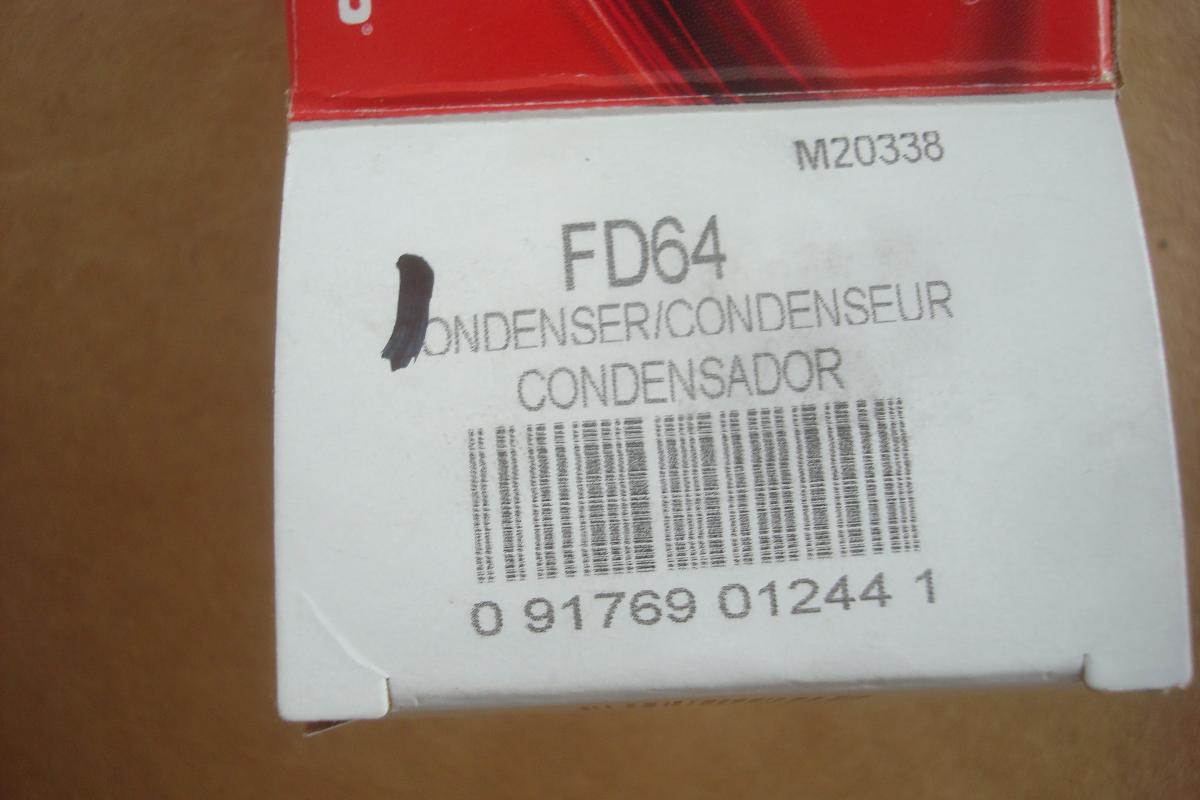 M20338
FD64
ONDENSER/CONDENSEUR
CONDENSADOR
0 91769 01244 1